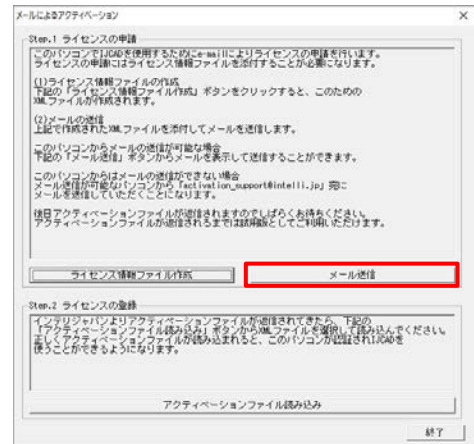 メールによるアクティベーション
Step.1 ライセンスの申請
このパソコンでIJCADを使用するためにe-mailによりライセンスの申請を行います。
ライセンスの申請にはライセンス情報ファイルを添付することが必要になります。
(1)ライセンス情報ファイルの作成
下記の「ライセンス情報ファイル作成」ボタンをクリックすると、このための
XMLファイルが作成されます。
(2)メールの送信
上記で作成されたXMLファイルを添付してメールを送信します。
このパソコンからメールの送信が可能な場合
下記の「メール送信」ボタンからメールを表示して送信することができます。
このパソコンからはメールの送信ができない場合
メール送信が可能なパソコンから「activation_support@intelli.jp」宛に
メールを送信していただくことになります。
後日アクティベーションファイルが返信されますのでしばらくお待ちください。
アクティベーションファイルが返信されるまでは試用版としてご利用いただけます。
ライセンス情報ファイル作成
メール送信
Step.2 ライセンスの登録
インテリジャパンよりアクティベーションファイルが返信されてきたら、下記の
「アクティベーションファイル読み込み」ボタンからXMLファイルを選択して読み込んでください。
正しくアクティベーションファイルが読み込まれると、このパソコンが認証されIJCADを
使うことができるようになります。
アクティベーションファイル読み込み
終了